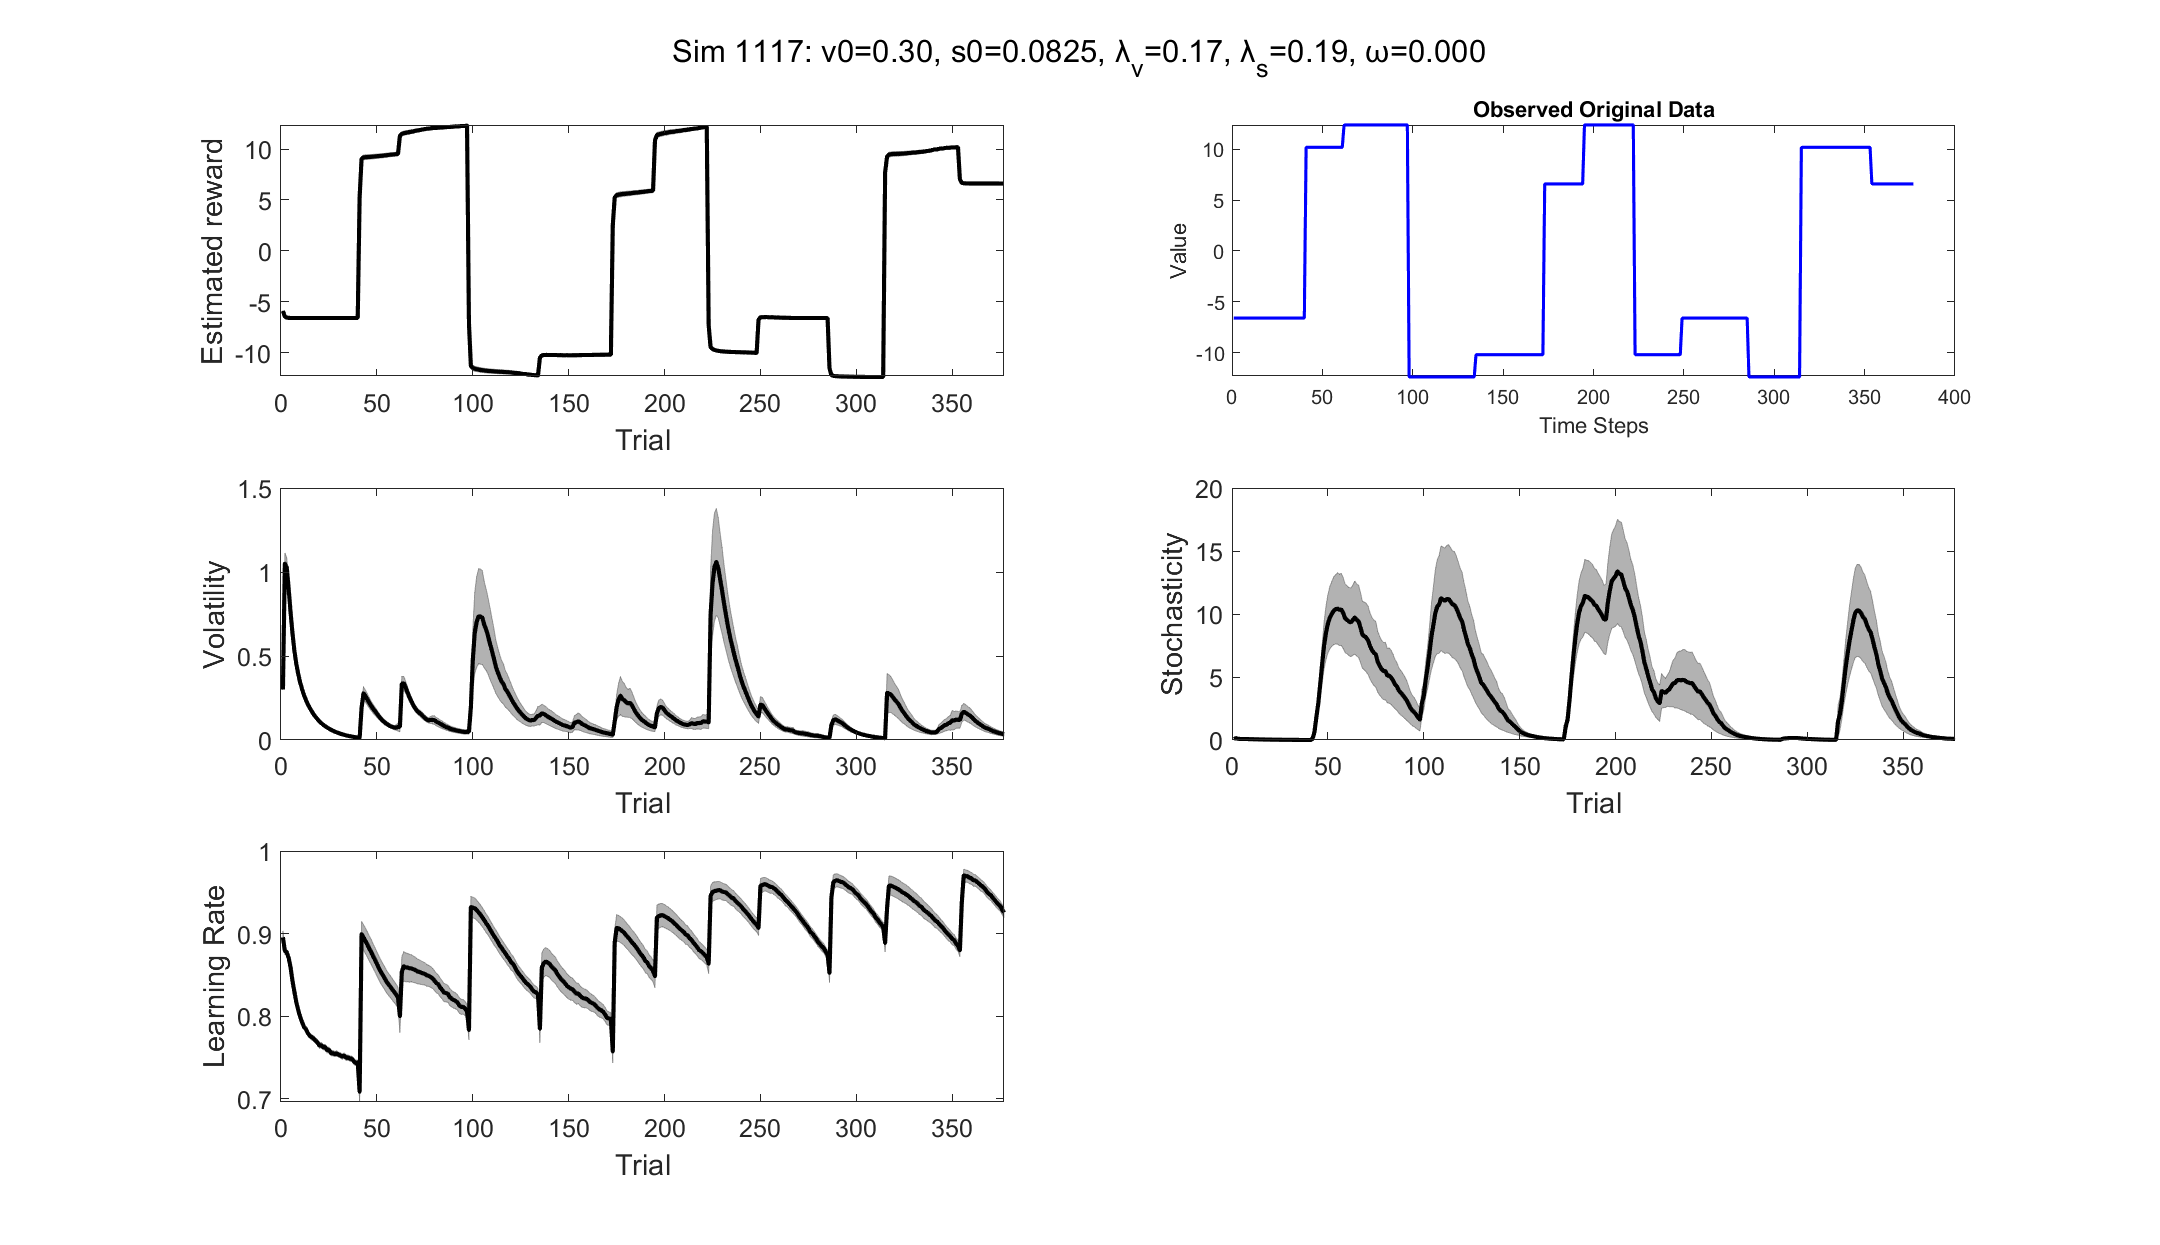 Sim 1117: v0=0.30, s0=0.0825, λv=0.17, λs=0.19, ω=0.000
Estimated reward
10
5
0
-5
-10
0 50 100 150 200 250 300 350
Trial
Observed Original Data
Value
10
5
0
-5
-10
0 50 100 150 200 250 300 350 400
Time Steps
Volatility
1.5
1
0.5
0
0 50 100 150 200 250 300 350
Trial
Stochasticity
20
15
10
5
0
0 50 100 150 200 250 300 350
Trial
Learning Rate
1
0.9
0.8
0.7
0 50 100 150 200 250 300 350
Trial